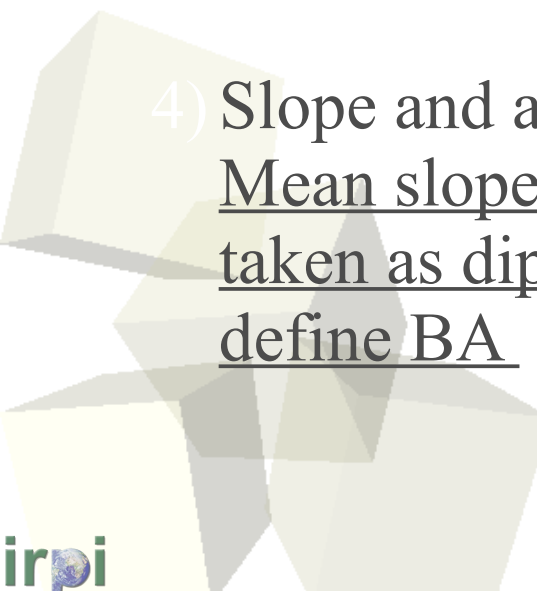 4) Slope and a
Mean slope
taken as dip
define BA
irpi